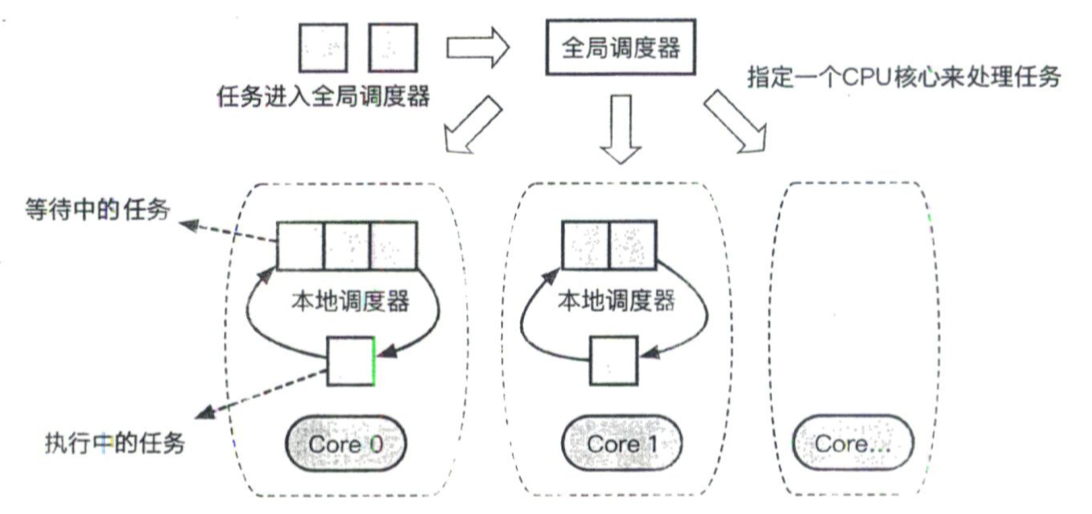 全局调度器
指定一个CPU核心来处理任务
任务进入全局调度器
等待中的任务
本地调度器
本地调度器
执行中的任务
Core 0
Core 1
Core...